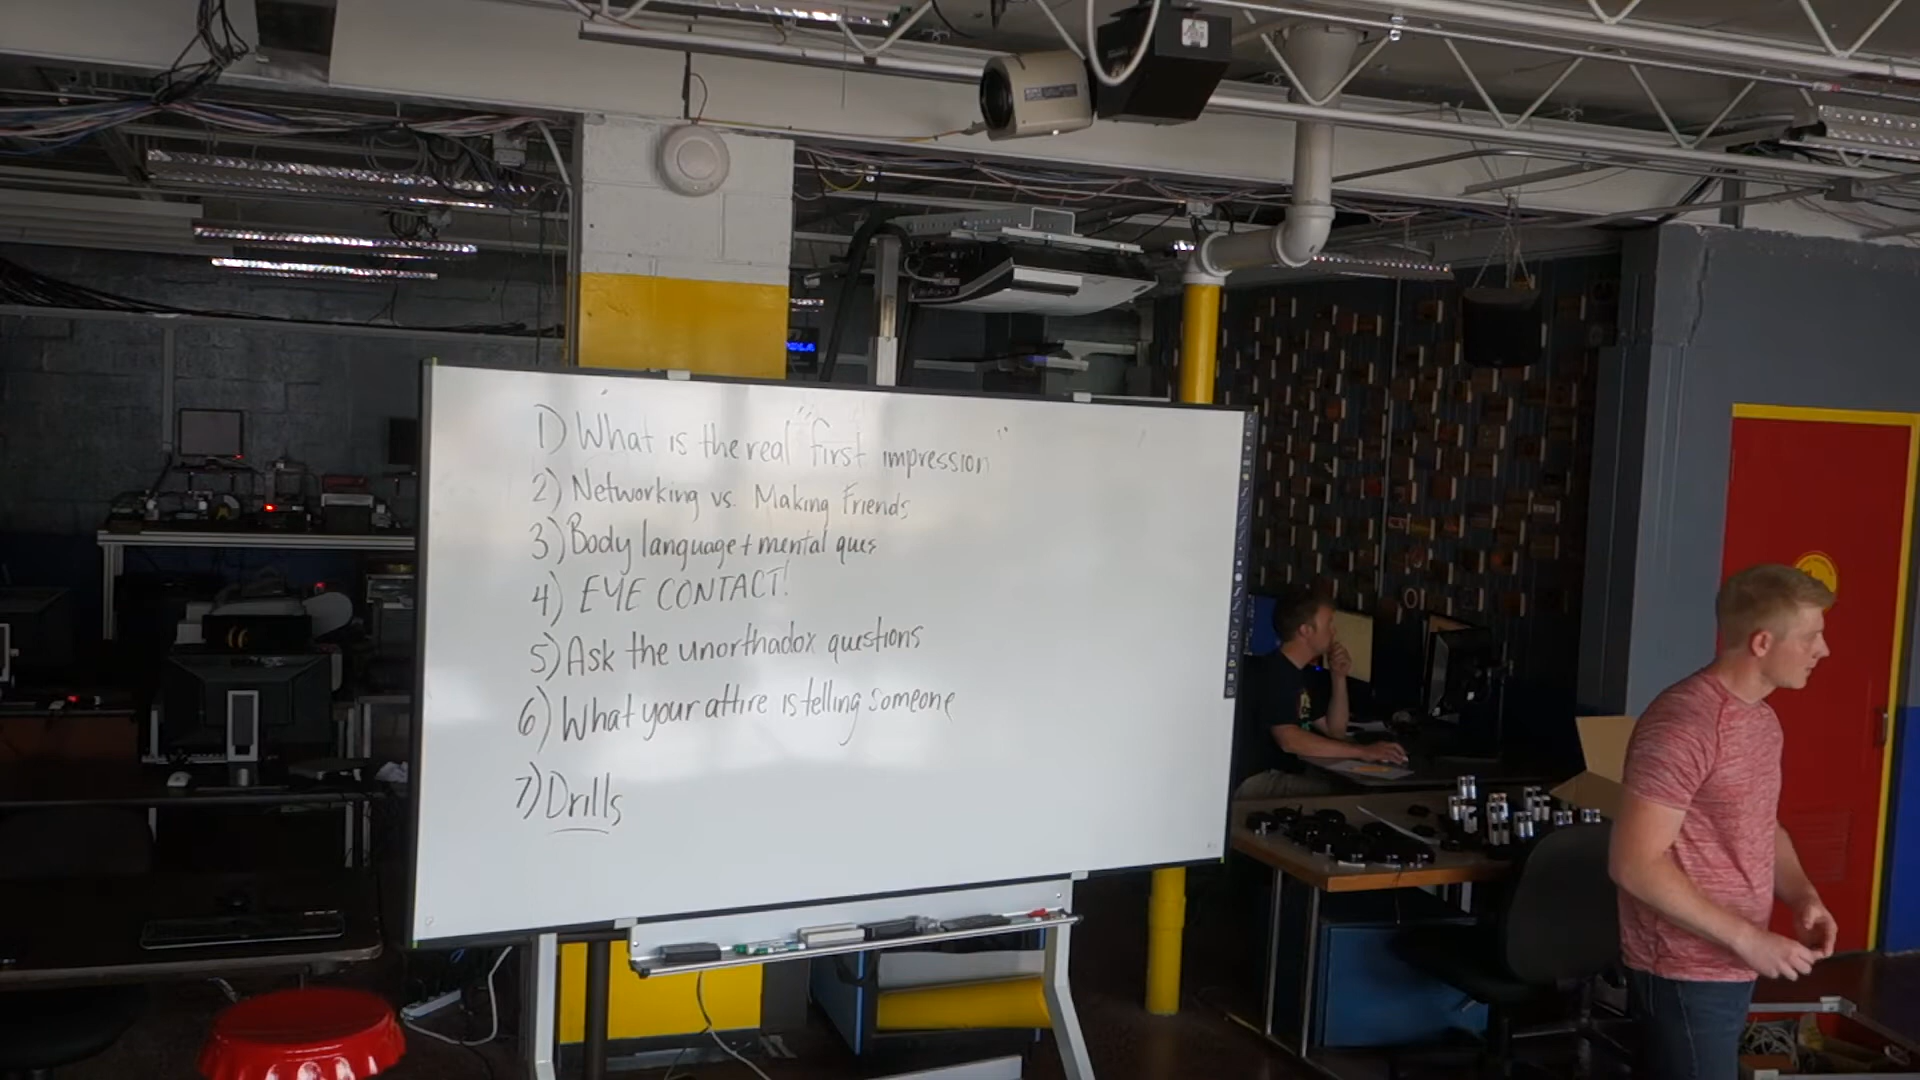 1) What is the real "first impression"
2) Networking vs. Making Friends
3) Body language + mental ques
4) EYE CONTACT!
5) Ask the unorthadox questions
6) What your attire is telling someone
7) Drills